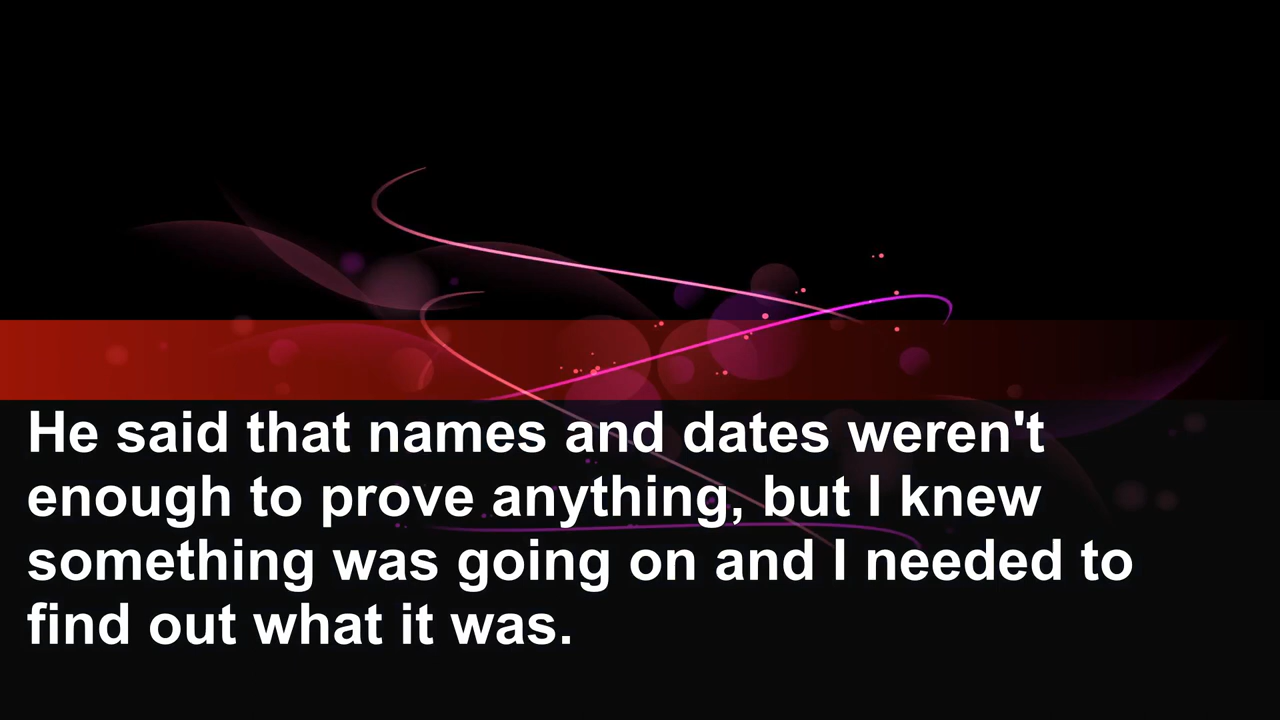 He said that names and dates weren't
enough to prove anything, but I knew
something was going on and I needed to
find out what it was.